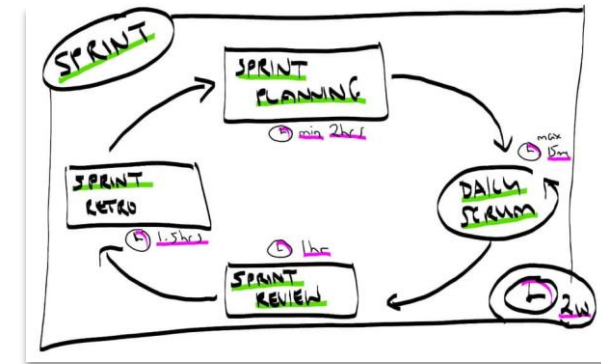 SPRINT
SPRINT
PLANNING
min 2hrs
max
15m
DAILY
SCRUM
SPRINT
RETRO
1.5hrs
1hr
SPRINT
REVIEW
2W